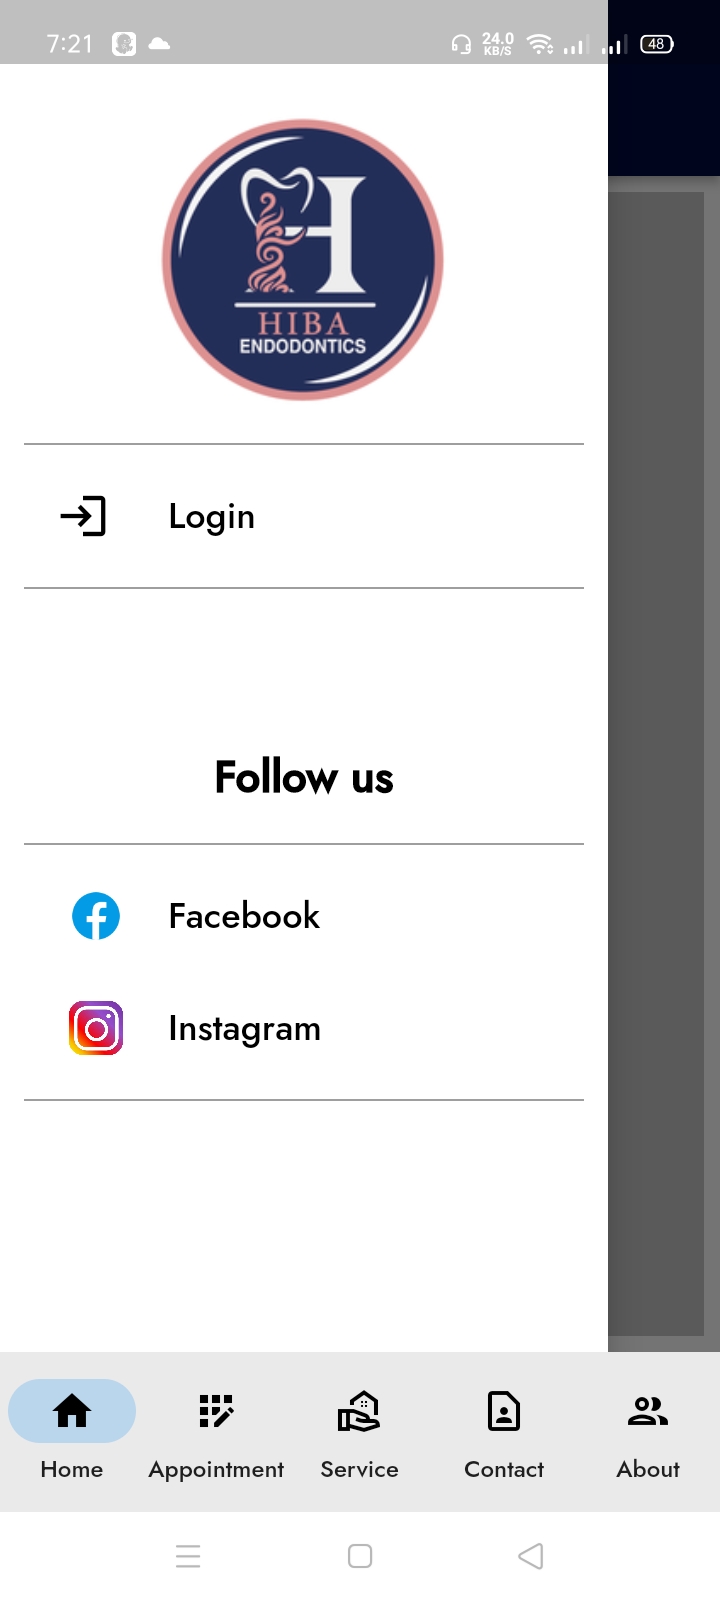 7:21
24.0
KB/S
48
H
HIBA
ENDODONTICS
Login
Follow us
Facebook
Instagram
Home
Appointment
Service
Contact
About